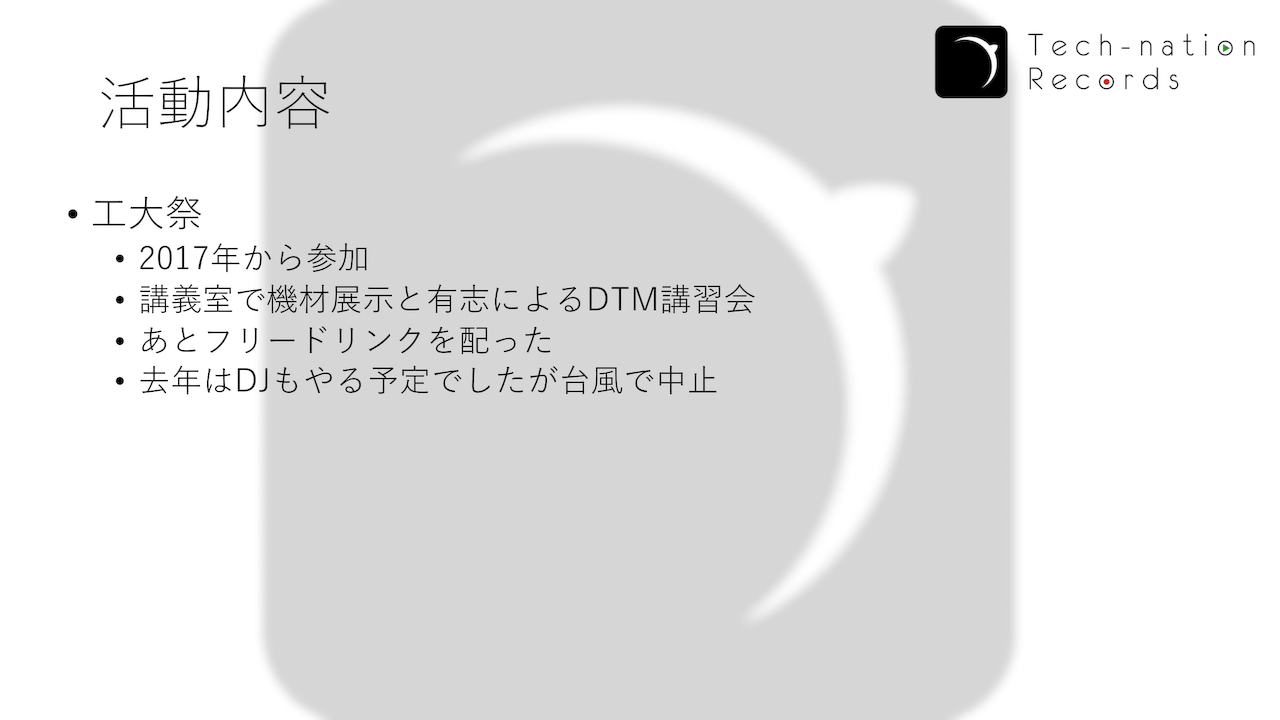 Tech-nation
Records
活動内容
• 工大祭
• 2017年から参加
• 講義室で機材展示と有志によるDTM講習会
• あとフリードリンクを配った
• 去年はDJもやる予定でしたが台風で中止